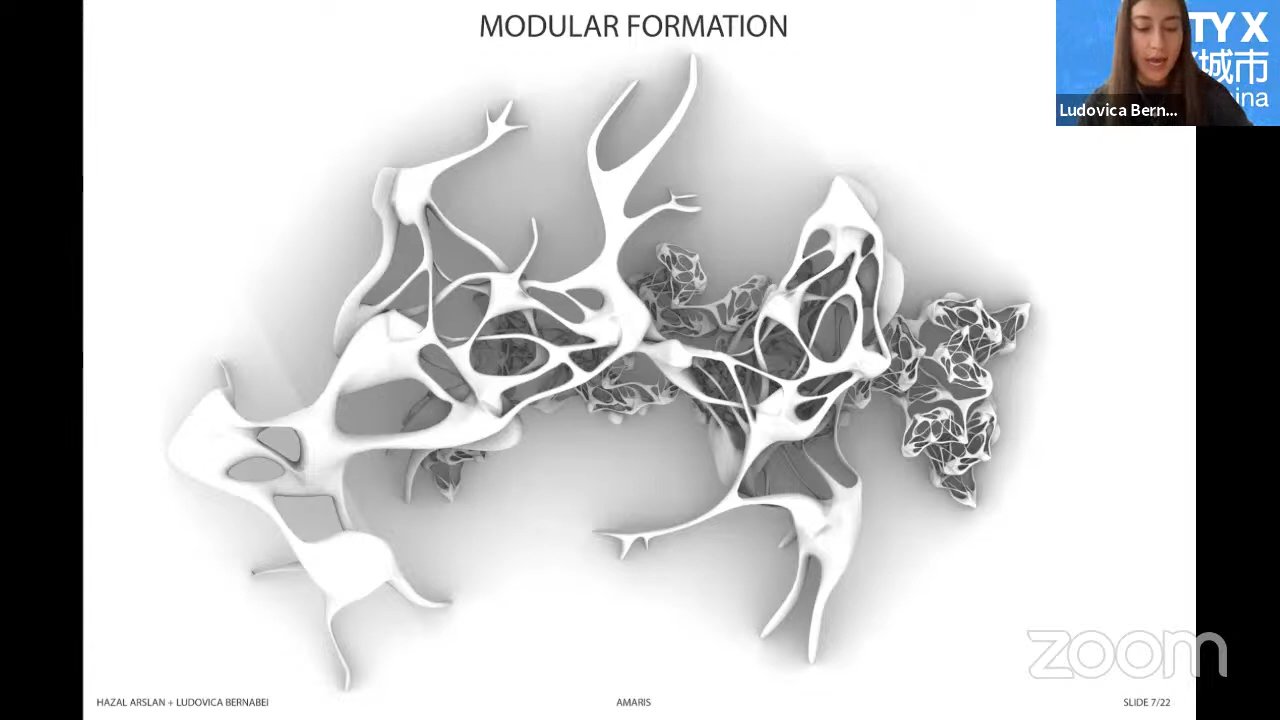 MODULAR FORMATION
TY X
城市
ina
Ludovica Bern...
zoom
HAZAL ARSLAN + LUDOVICA BERNABEI
AMARIS
SLIDE 7/22